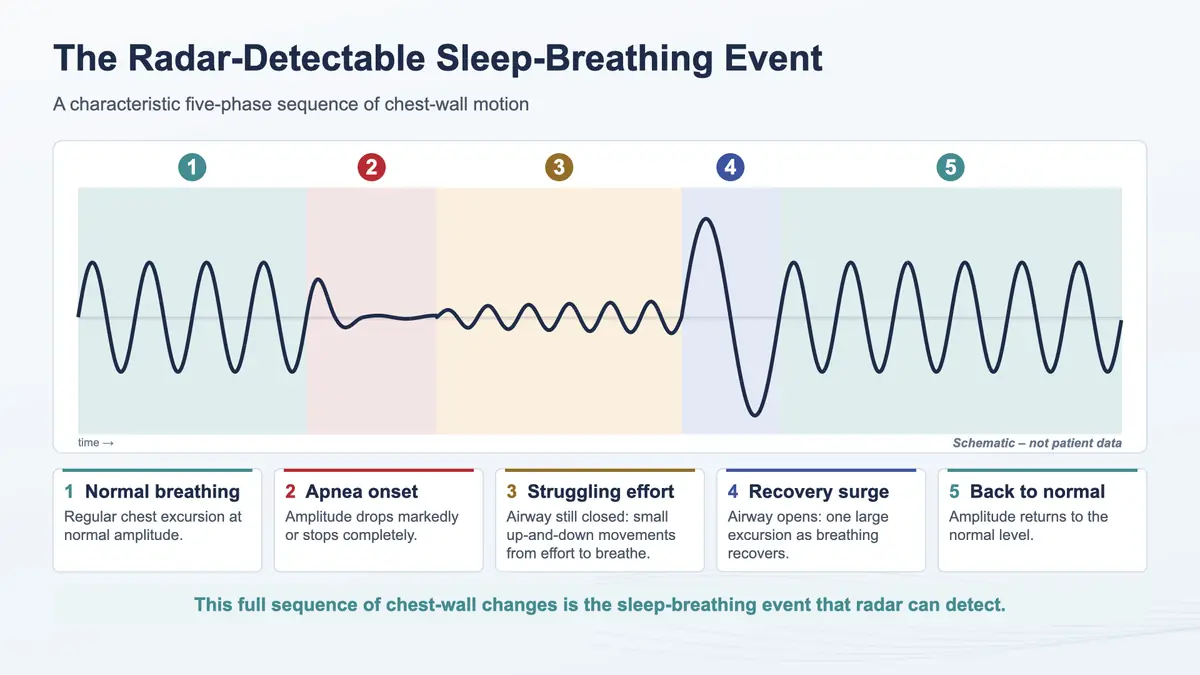 The Radar-Detectable Sleep-Breathing Event
A characteristic five-phase sequence of chest-wall motion
1
2
3
4
5
time →
Schematic – not patient data
1 Normal breathing
Regular chest excursion at
normal amplitude.
2 Apnea onset
Amplitude drops markedly
or stops completely.
3 Struggling effort
Airway still closed: small
up-and-down movements
from effort to breathe.
4 Recovery surge
Airway opens: one large
excursion as breathing
recovers.
5 Back to normal
Amplitude returns to the
normal level.
This full sequence of chest-wall changes is the sleep-breathing event that radar can detect.